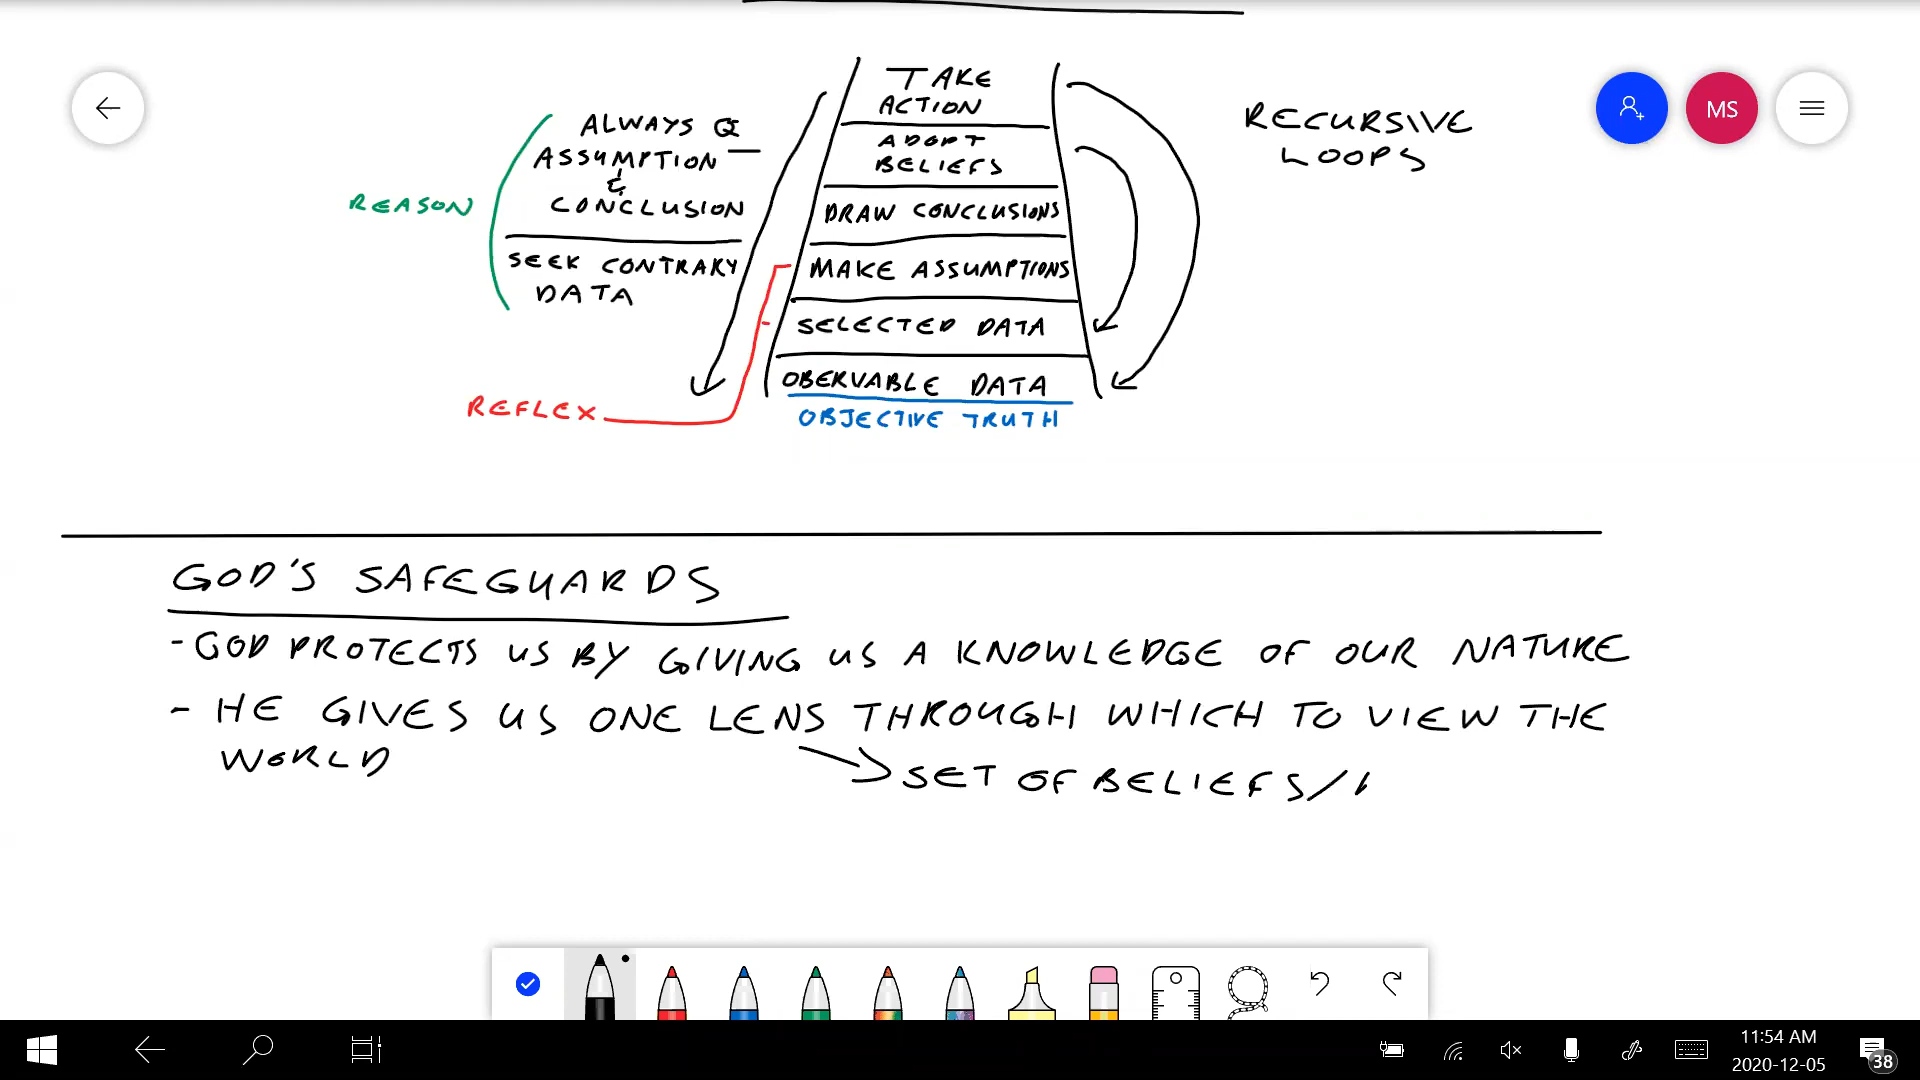 TAKE
ACTION
ADOPT
BELIEFS
DRAW CONCLUSIONS
MAKE ASSUMPTIONS
SELECTED DATA
OBERVABLE DATA
OBJECTIVE TRUTH
ALWAYS Q
ASSUMPTION
&
CONCLUSION
SEEK CONTRARY
DATA
REASON
REFLEX
RECURSIVE
LOOPS
MS
GOD'S SAFEGUARDS
- GOD PROTECTS US BY GIVING US A KNOWLEDGE OF OUR NATURE
- HE GIVES US ONE LENS THROUGH WHICH TO VIEW THE
WORLD
SET OF BELIEFS/
11:54 AM
2020-12-05
38